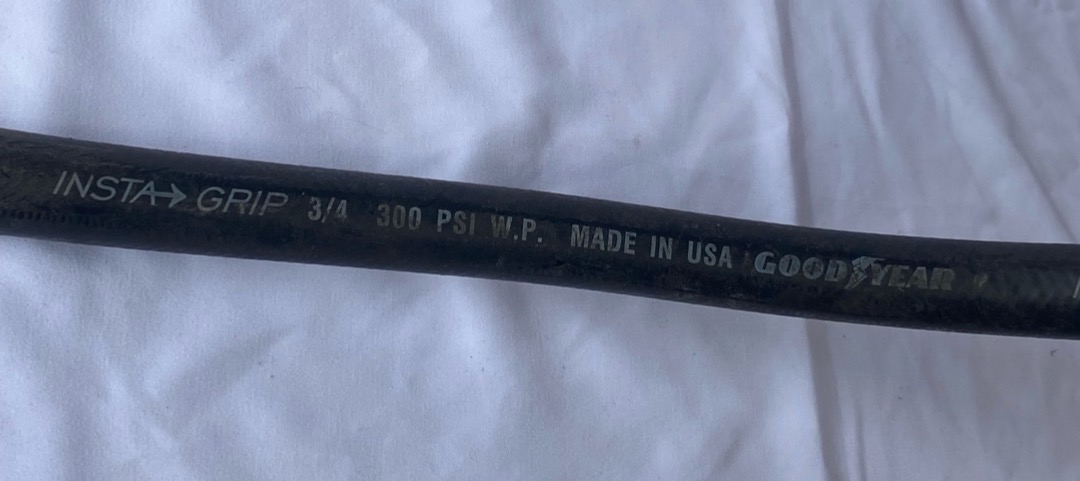 INSTA→GRIP 3/4 300 PSI W.P. MADE IN USA GOODYEAR